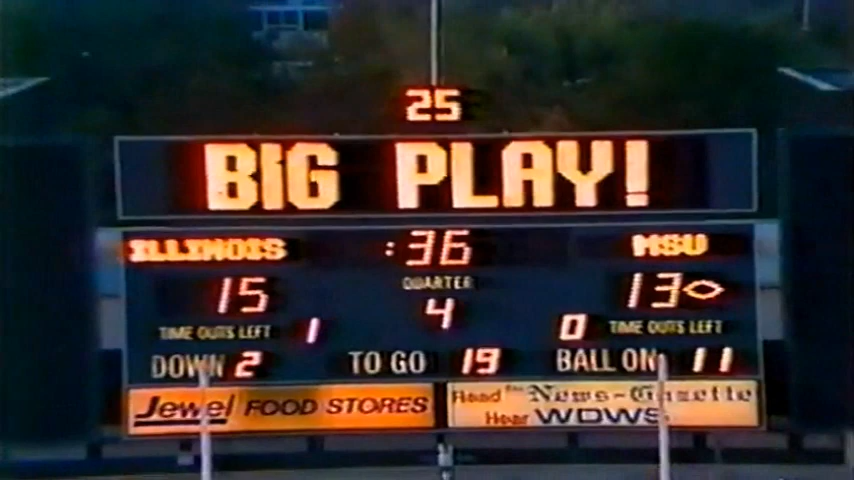 25
BIG PLAY!
ILLINOIS :36 MSU
15 QUARTER 13
4
TIME OUTS LEFT 1 0 TIME OUTS LEFT
DOWN 2 TO GO 19 BALL ON 11
Jewel FOOD STORES
Read The News-Gazette
Hear WDWS